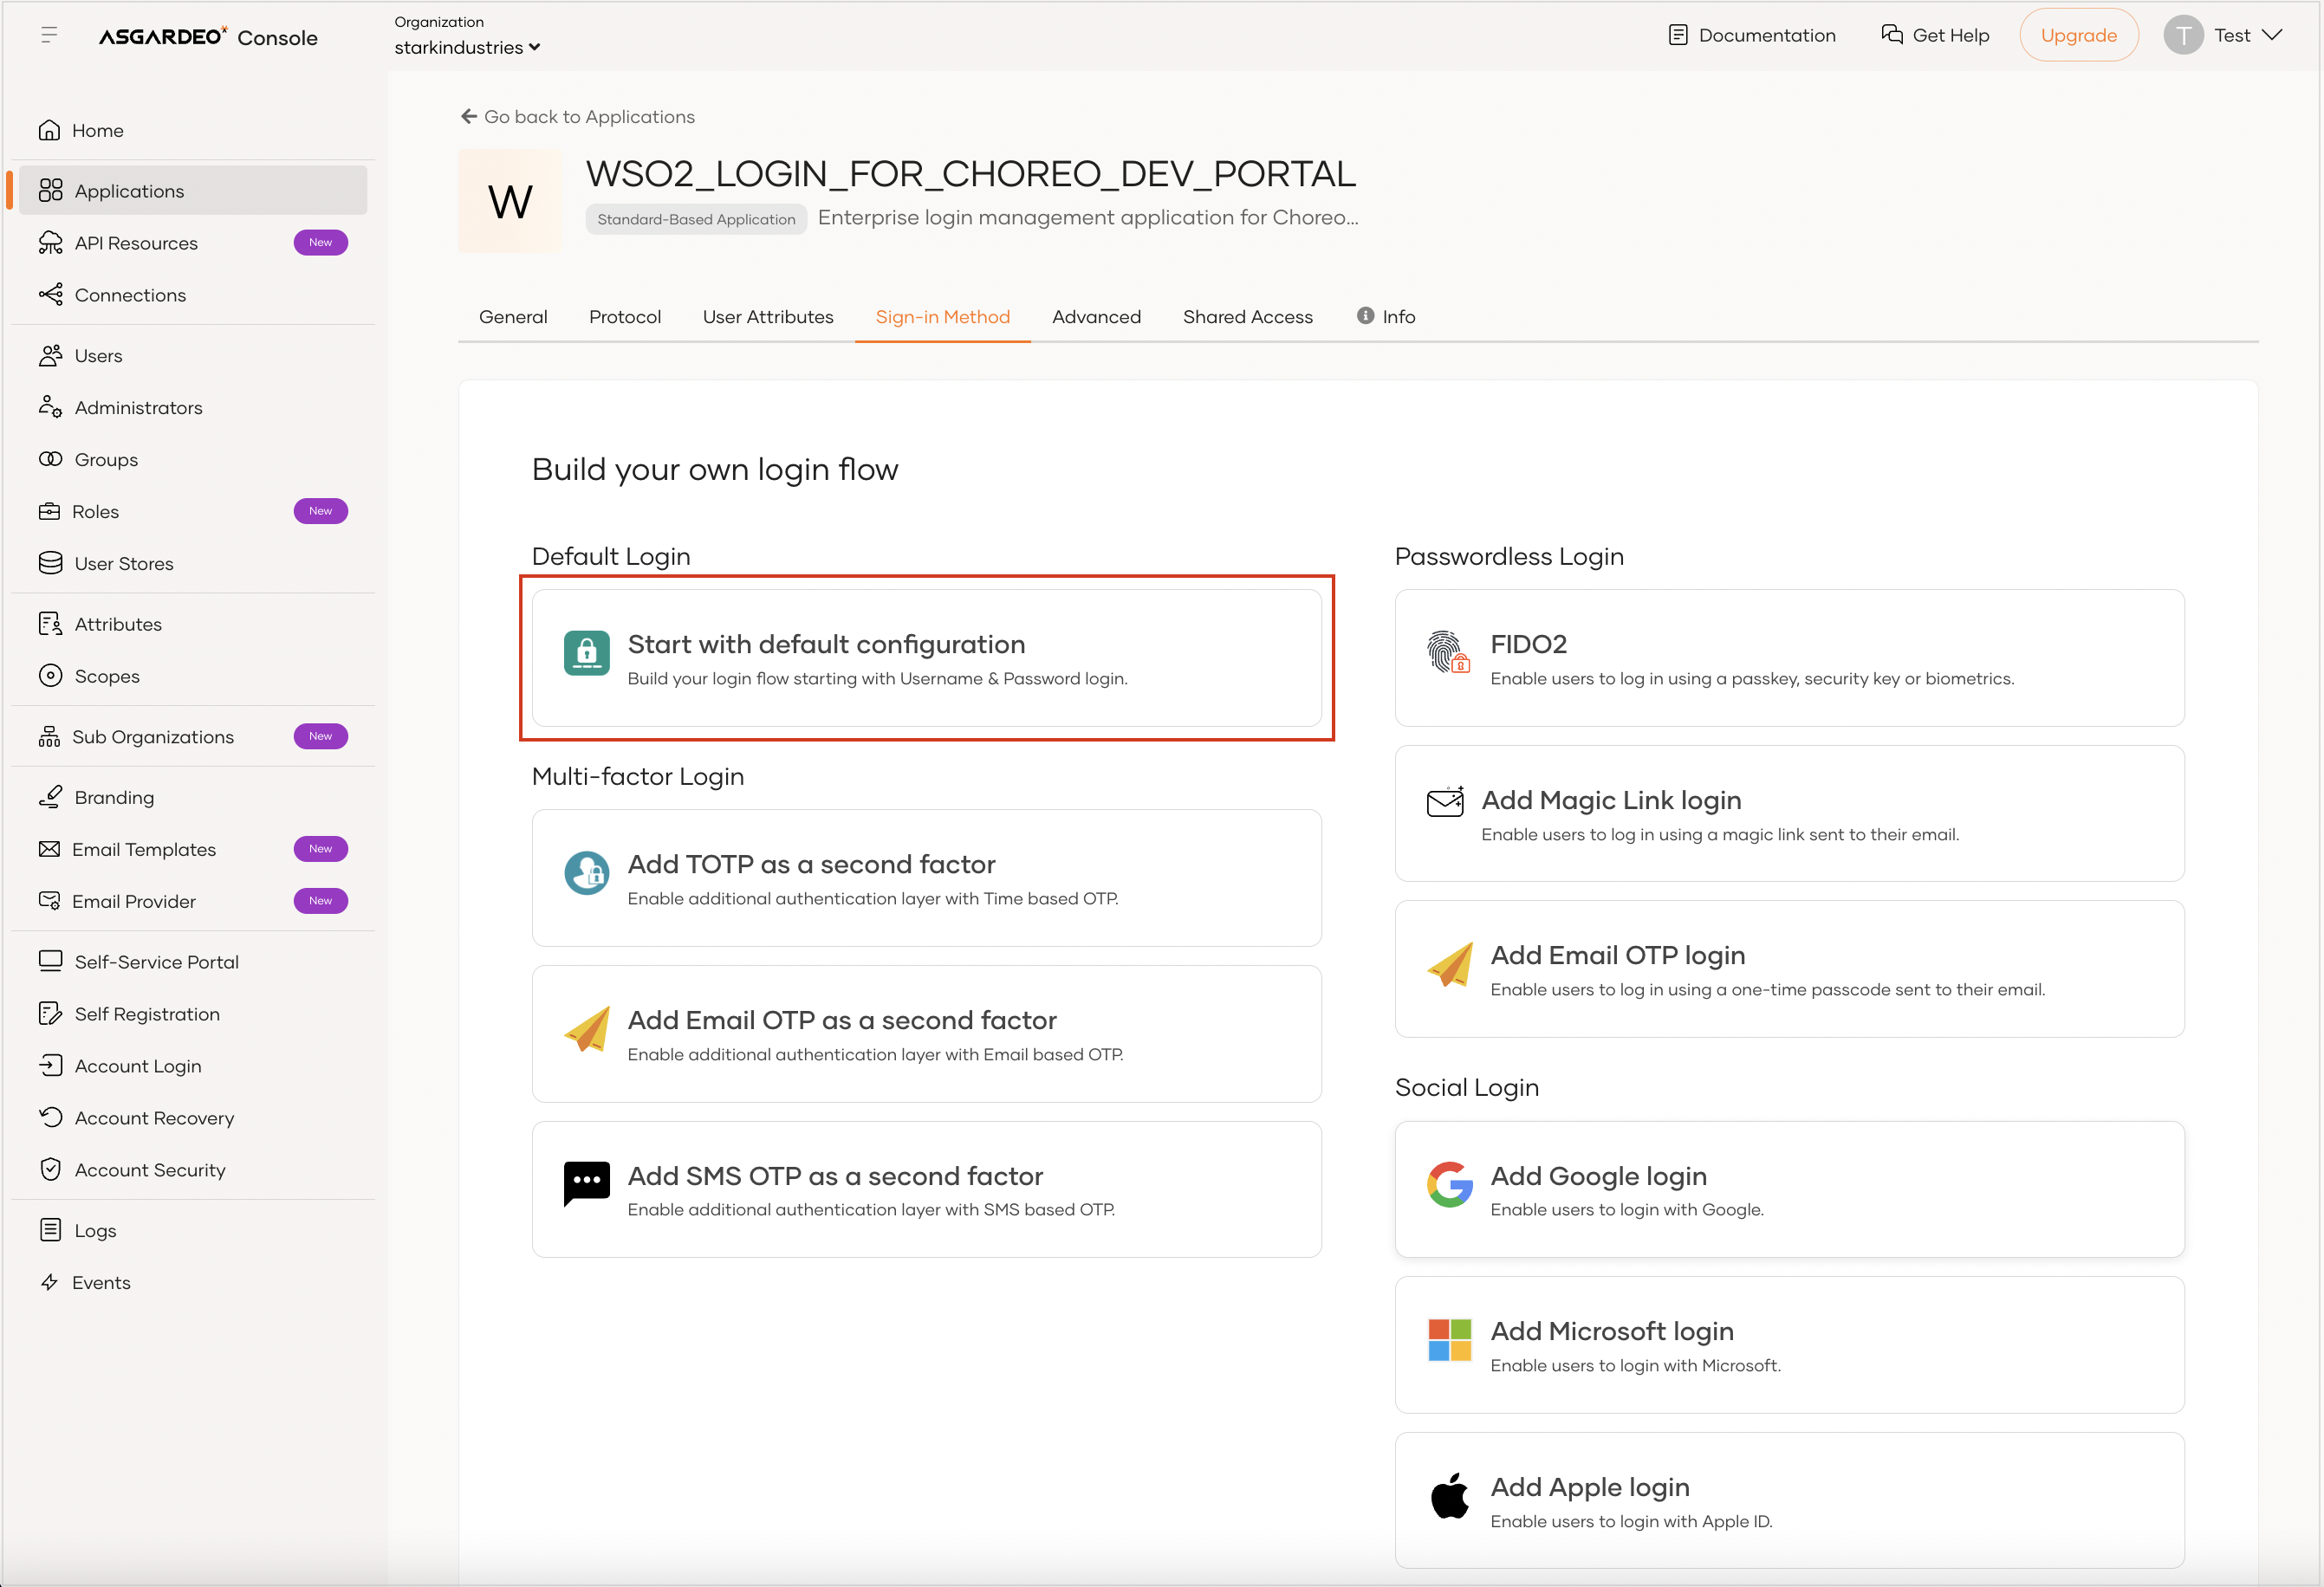 ASGARDEO Console
Organization
starkindustries
Documentation
Get Help
Upgrade
T
Test
Home
Applications
API Resources
New
Connections
Users
Administrators
Groups
Roles
New
User Stores
Attributes
Scopes
Sub Organizations
New
Branding
Email Templates
New
Email Provider
New
Self-Service Portal
Self Registration
Account Login
Account Recovery
Account Security
Logs
Events
Go back to Applications
W
WSO2_LOGIN_FOR_CHOREO_DEV_PORTAL
Standard-Based Application
Enterprise login management application for Choreo...
General
Protocol
User Attributes
Sign-in Method
Advanced
Shared Access
Info
Build your own login flow
Default Login
Start with default configuration
Build your login flow starting with Username & Password login.
Multi-factor Login
Add TOTP as a second factor
Enable additional authentication layer with Time based OTP.
Add Email OTP as a second factor
Enable additional authentication layer with Email based OTP.
Add SMS OTP as a second factor
Enable additional authentication layer with SMS based OTP.
Passwordless Login
FIDO2
Enable users to log in using a passkey, security key or biometrics.
Add Magic Link login
Enable users to log in using a magic link sent to their email.
Add Email OTP login
Enable users to log in using a one-time passcode sent to their email.
Social Login
Add Google login
Enable users to login with Google.
Add Microsoft login
Enable users to login with Microsoft.
Add Apple login
Enable users to login with Apple ID.